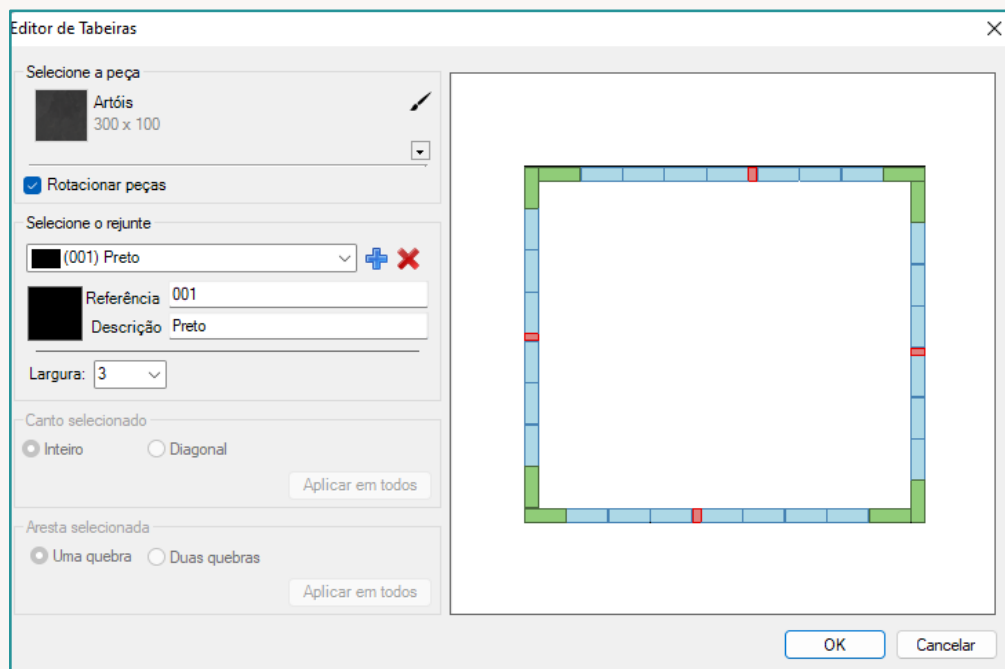 Editor de Tabeiras
Selecione a peça
Artóis
300 x 100
Rotacionar peças
Selecione o rejunte
(001) Preto
Referência 001
Descrição Preto
Largura: 3
Canto selecionado
Inteiro Diagonal
Aplicar em todos
Aresta selecionada
Uma quebra Duas quebras
Aplicar em todos
OK Cancelar